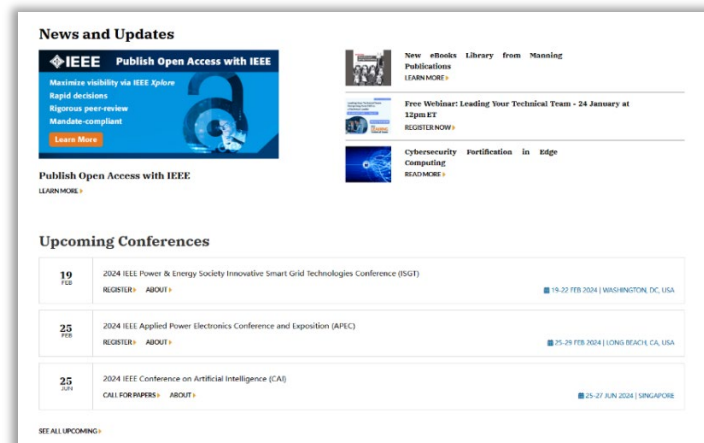 News and Updates
IEEE Publish Open Access with IEEE
Maximize visibility via IEEE Xplore
Rapid decisions
Rigorous peer-review
Mandate-compliant
Learn More
Publish Open Access with IEEE
LEARN MORE
New eBooks Library from Manning
Publications
LEARN MORE
Free Webinar: Leading Your Technical Team - 24 January at
12pm ET
REGISTER NOW
Cybersecurity Fortification in Edge
Computing
READ MORE
Upcoming Conferences
19
FEB
2024 IEEE Power & Energy Society Innovative Smart Grid Technologies Conference (ISGT)
REGISTER ABOUT
19-22 FEB 2024 | WASHINGTON, DC, USA
25
FEB
2024 IEEE Applied Power Electronics Conference and Exposition (APEC)
REGISTER ABOUT
25-29 FEB 2024 | LONG BEACH, CA, USA
25
JUN
2024 IEEE Conference on Artificial Intelligence (CAI)
CALL FOR PAPERS ABOUT
25-27 JUN 2024 | SINGAPORE
SEE ALL UPCOMING